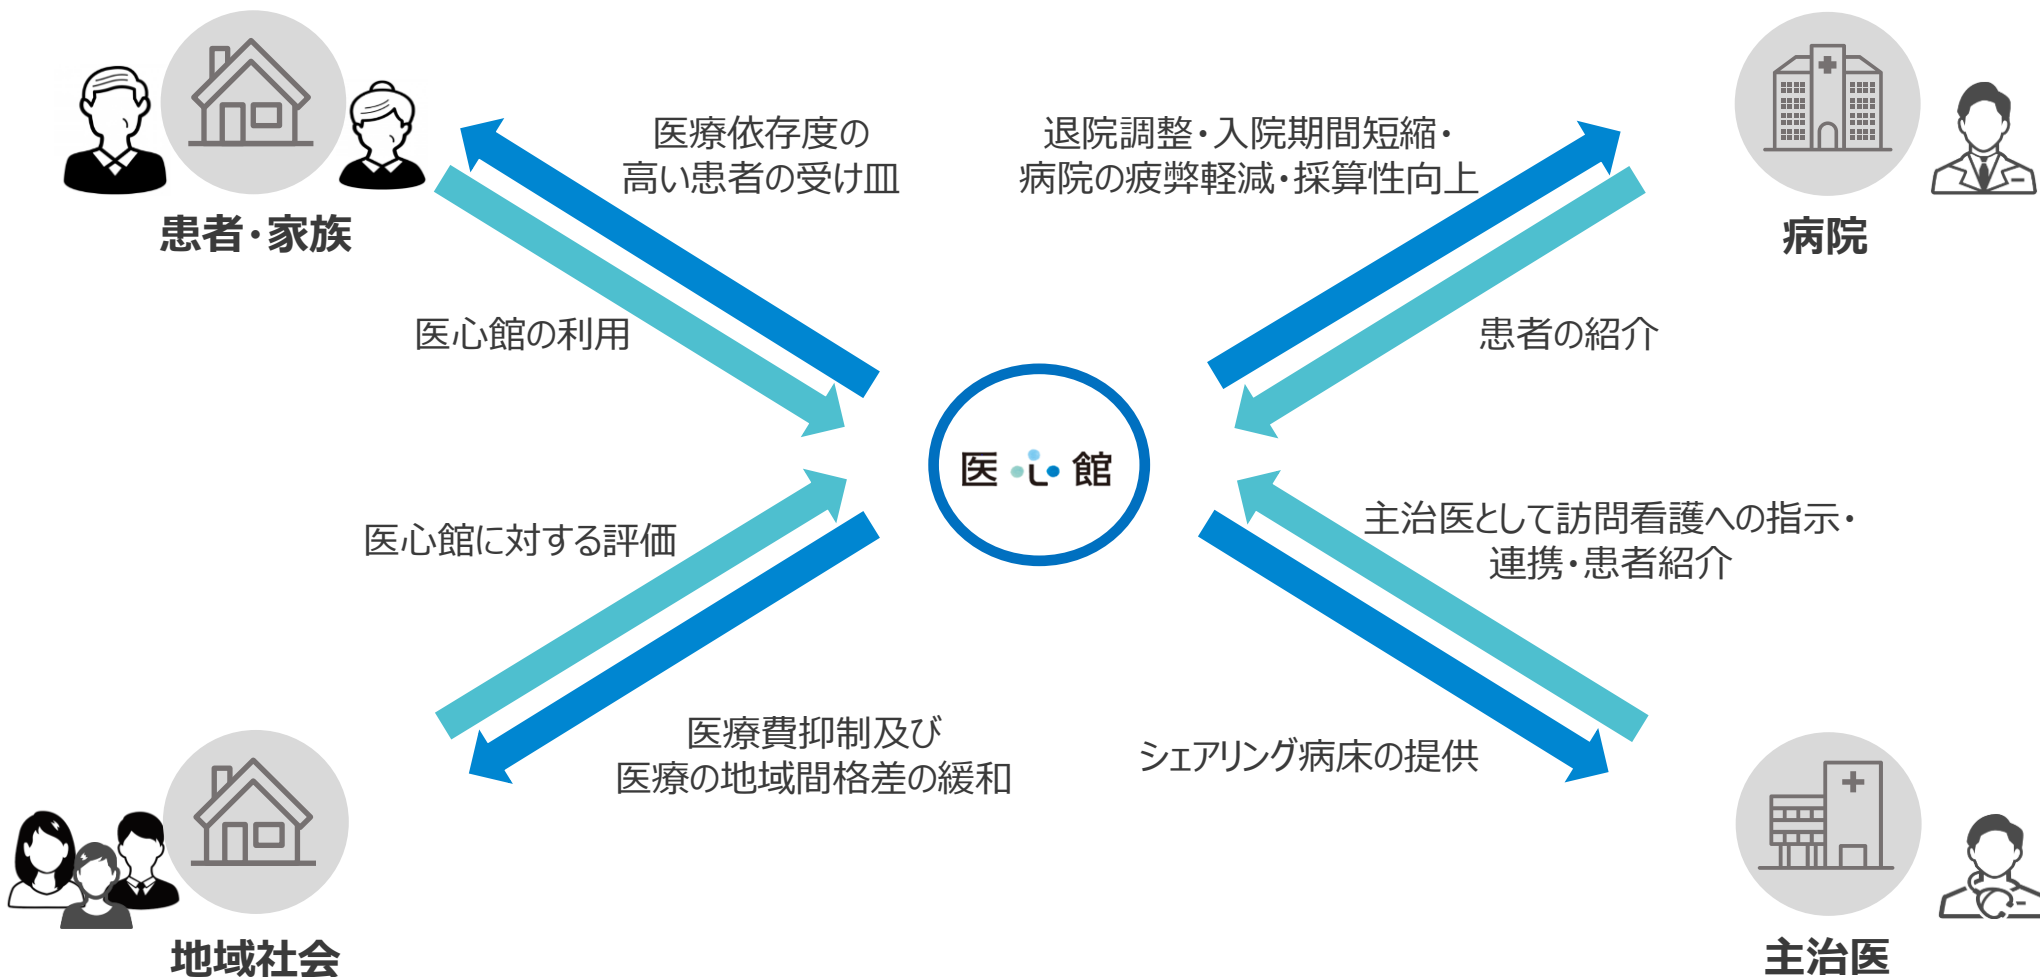 医療依存度の
高い患者の受け皿
退院調整・入院期間短縮・
病院の疲弊軽減・採算性向上
患者・家族
病院
医心館の利用
患者の紹介
医心館
医心館に対する評価
主治医として訪問看護への指示・
連携・患者紹介
医療費抑制及び
医療の地域間格差の緩和
シェアリング病床の提供
地域社会
主治医